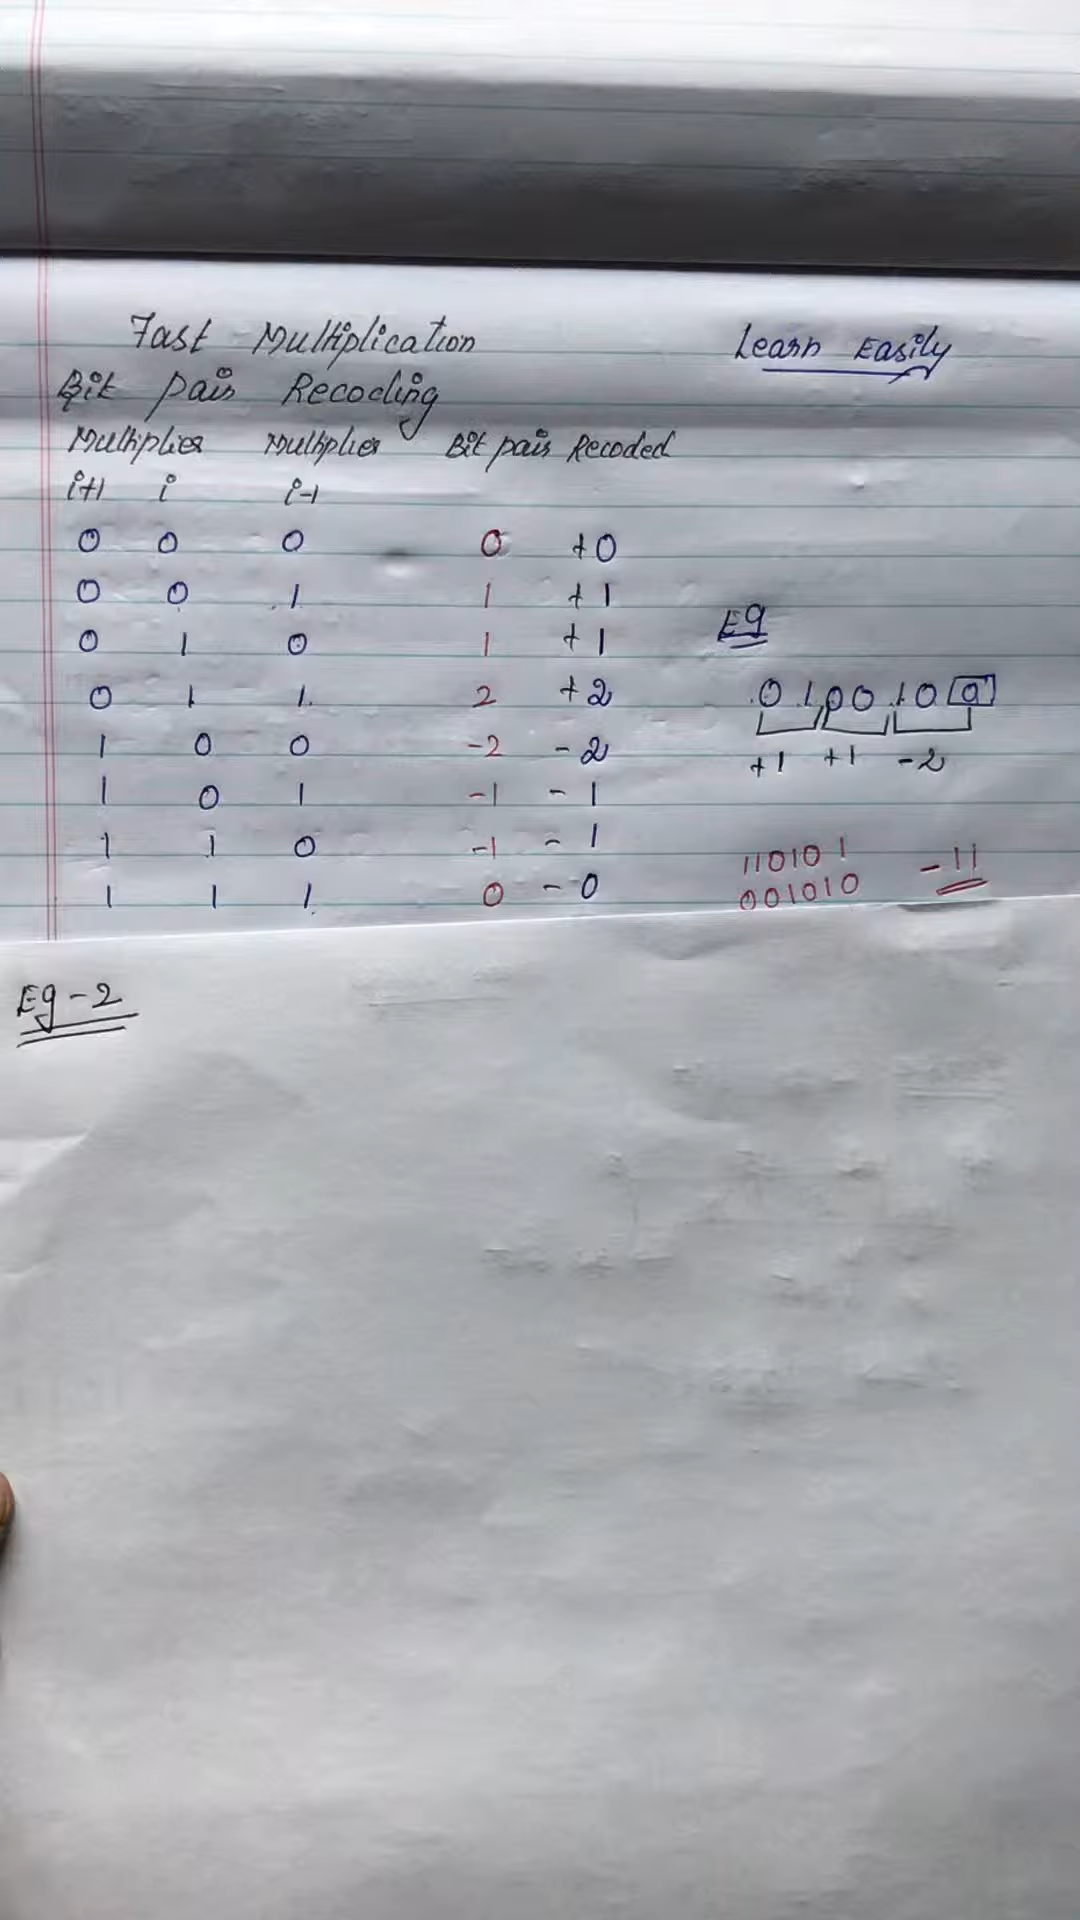 Fast Multiplication
Learn Easily
Bit pair Recoding
Multiplier Multiplier Bit pair Recoded
i+1 i i-1
0 0 0 0 +0
0 0 1 1 +1
0 1 0 1 +1
0 1 1 2 +2
1 0 0 -2 -2
1 0 1 -1 -1
1 1 0 -1 -1
1 1 1 0 -0
Eg
0 1 0 0 1 0 0
+1 +1 -2
110101 -11
001010
Eg-2